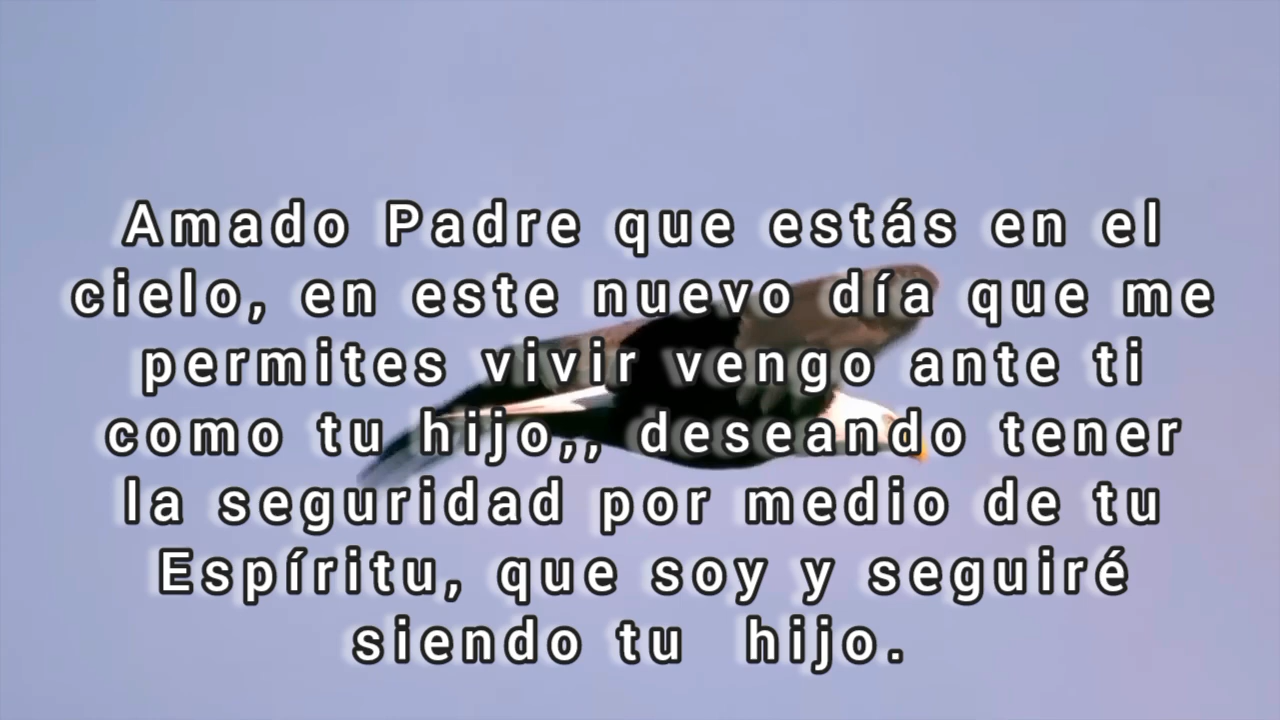 Amado Padre que estás en el
cielo, en este nuevo día que me
permites vivir vengo ante ti
como tu hijo,, deseando tener
la seguridad por medio de tu
Espíritu, que soy y seguiré
siendo tu  hijo.